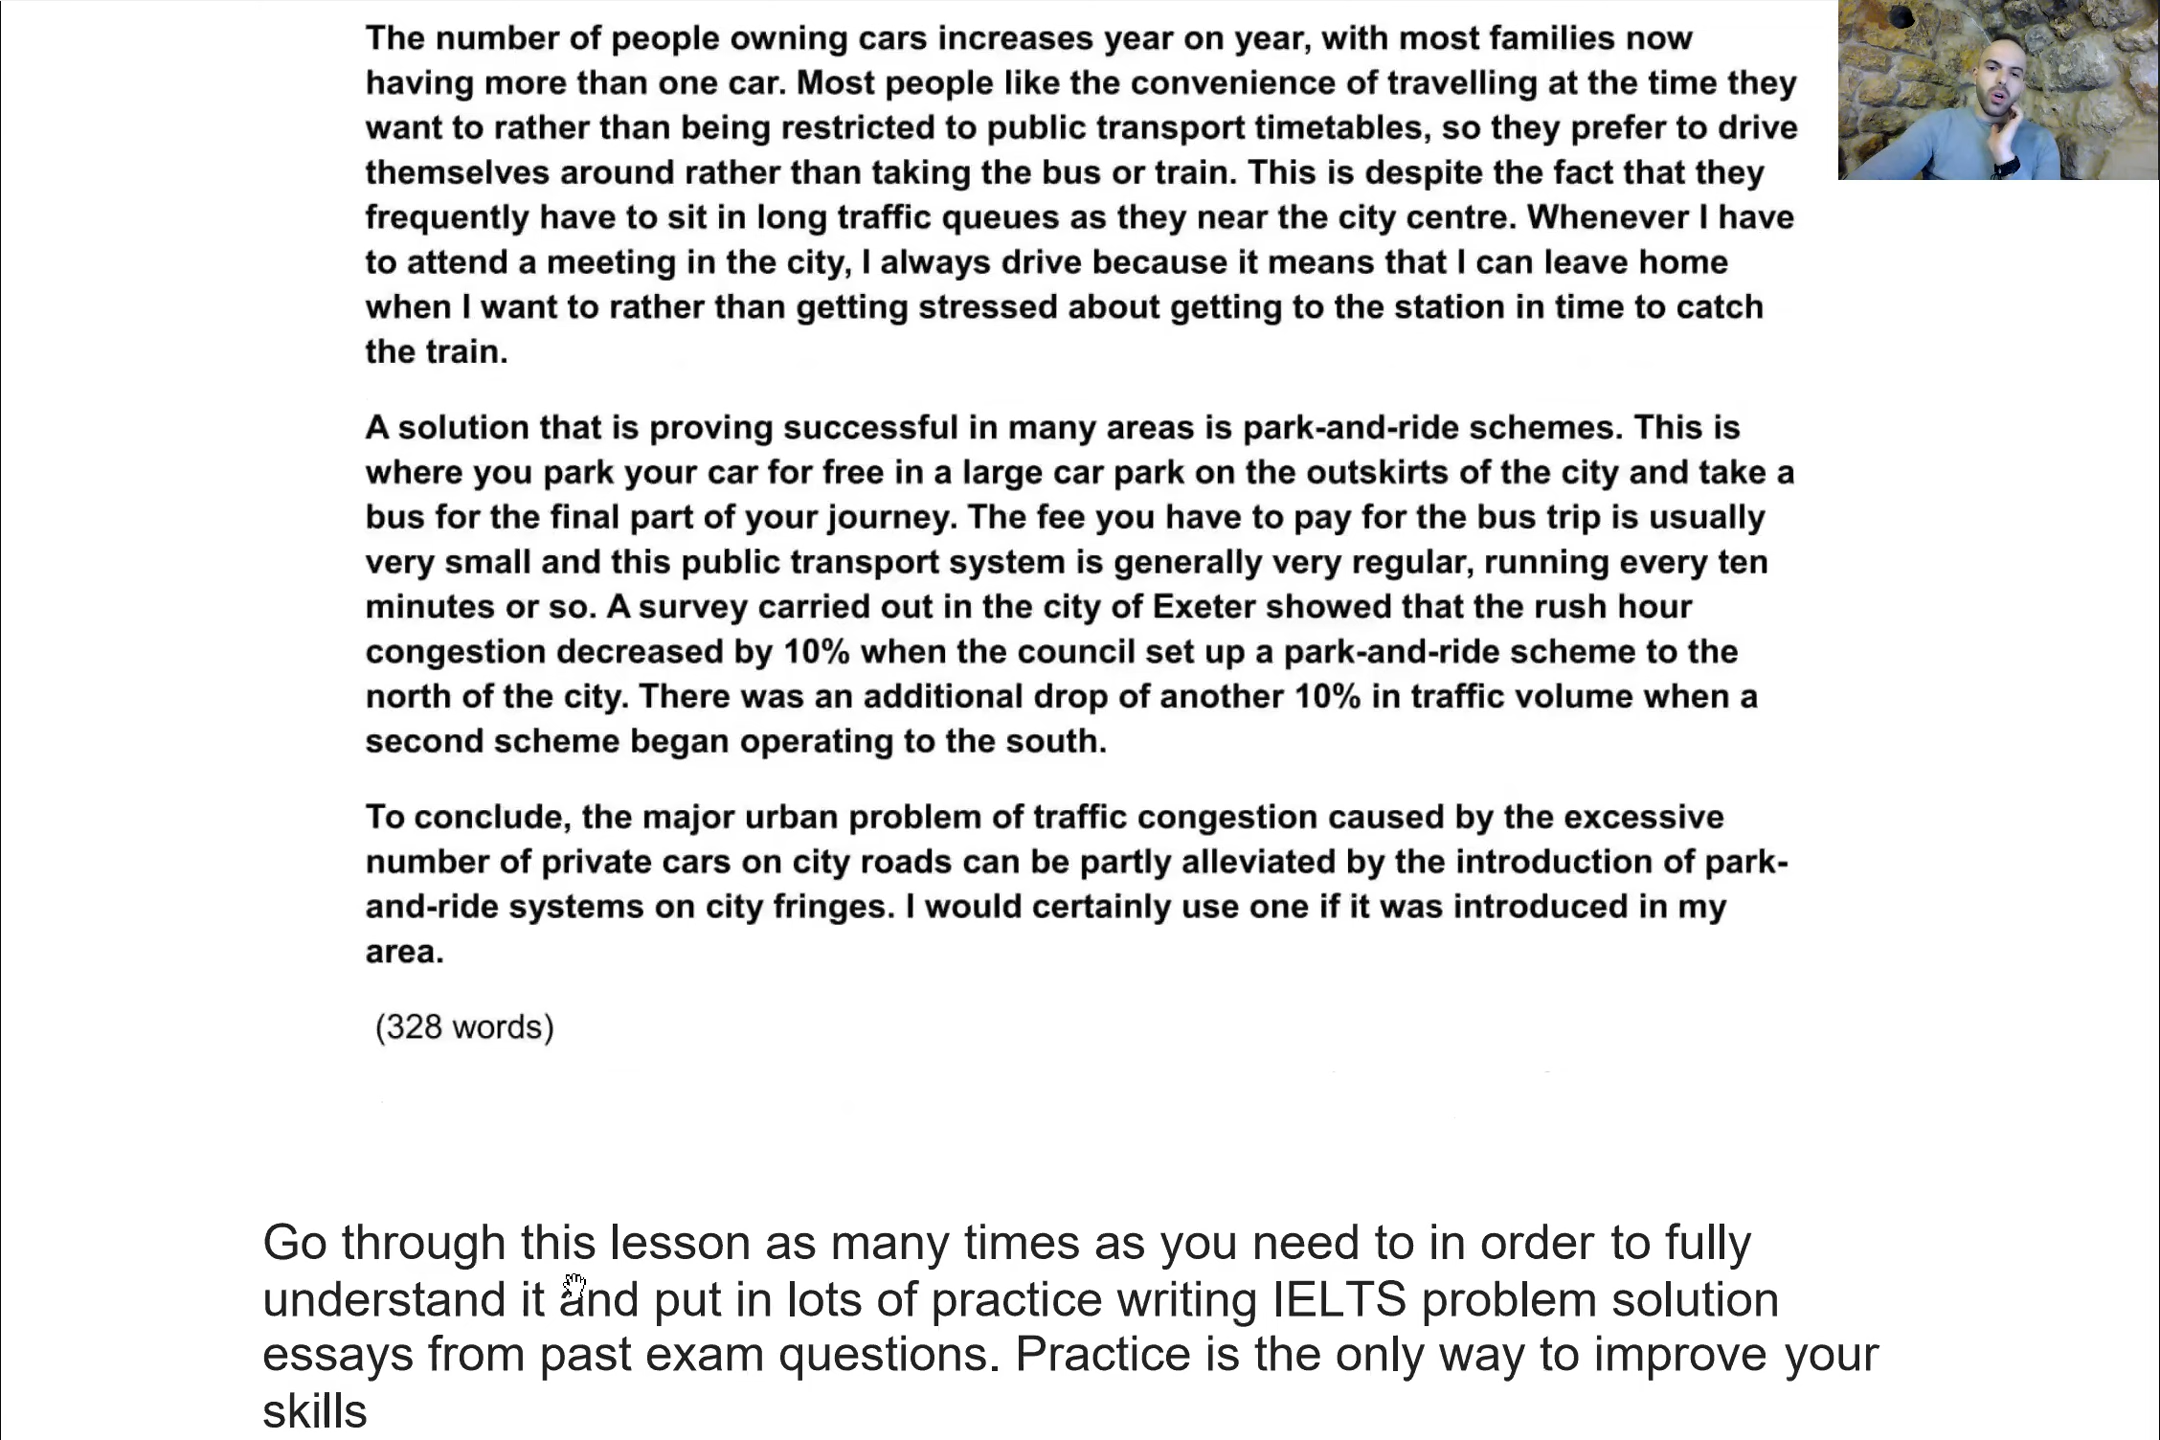 The number of people owning cars increases year on year, with most families now
having more than one car. Most people like the convenience of travelling at the time they
want to rather than being restricted to public transport timetables, so they prefer to drive
themselves around rather than taking the bus or train. This is despite the fact that they
frequently have to sit in long traffic queues as they near the city centre. Whenever I have
to attend a meeting in the city, I always drive because it means that I can leave home
when I want to rather than getting stressed about getting to the station in time to catch
the train.
A solution that is proving successful in many areas is park-and-ride schemes. This is
where you park your car for free in a large car park on the outskirts of the city and take a
bus for the final part of your journey. The fee you have to pay for the bus trip is usually
very small and this public transport system is generally very regular, running every ten
minutes or so. A survey carried out in the city of Exeter showed that the rush hour
congestion decreased by 10% when the council set up a park-and-ride scheme to the
north of the city. There was an additional drop of another 10% in traffic volume when a
second scheme began operating to the south.
To conclude, the major urban problem of traffic congestion caused by the excessive
number of private cars on city roads can be partly alleviated by the introduction of park-
and-ride systems on city fringes. I would certainly use one if it was introduced in my
area.
(328 words)
Go through this lesson as many times as you need to in order to fully
understand it and put in lots of practice writing IELTS problem solution
essays from past exam questions. Practice is the only way to improve your
skills